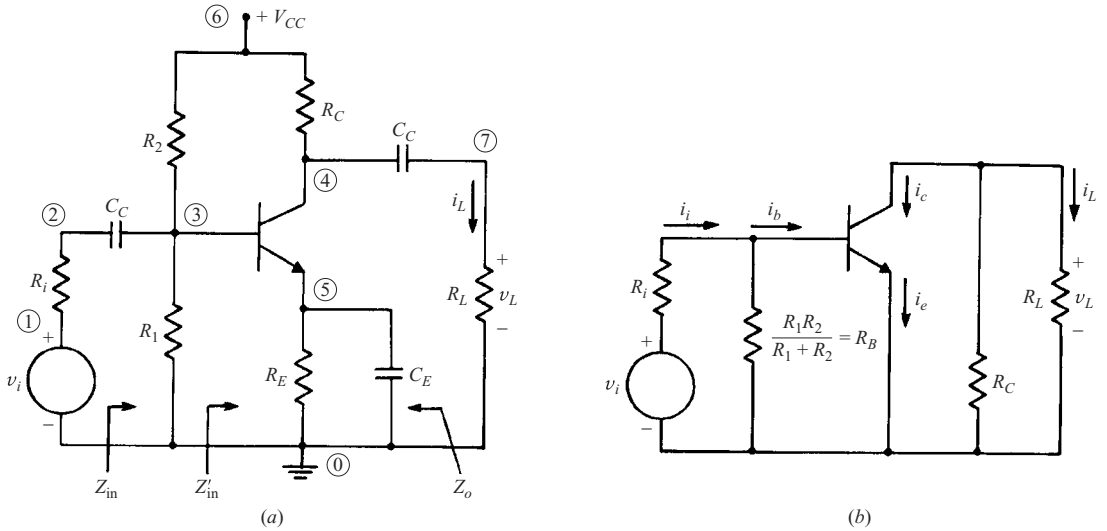 ⑥
+ V_CC
R_C
R_2
C_C
⑦
④
② C_C ③
i_L
R_i
⑤
+
R_L v_L
−
① +
R_1
v_i
R_E
C_E
−
Z_in
Z'_in
⓪
Z_o
(a)
i_c
i_L
i_i
i_b
R_i
+
R_L v_L
−
i_e
R_1R_2 / R_1 + R_2 = R_B
+
v_i
−
R_C
(b)